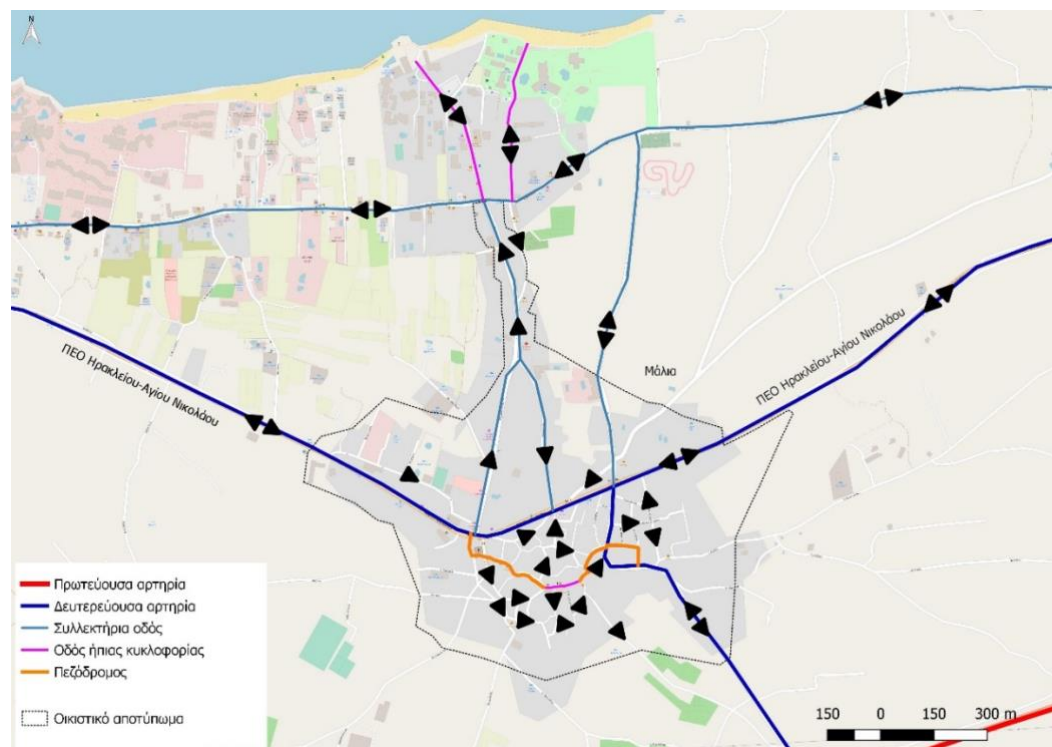 N
ΠΕΟ Ηρακλείου-Αγίου Νικολάου
Μάλια
ΠΕΟ Ηρακλείου-Αγίου Νικολάου
Πρωτεύουσα αρτηρία
Δευτερεύουσα αρτηρία
Συλλεκτήρια οδός
Οδός ήπιας κυκλοφορίας
Πεζόδρομος
Οικιστικό αποτύπωμα
150 0 150 300 m